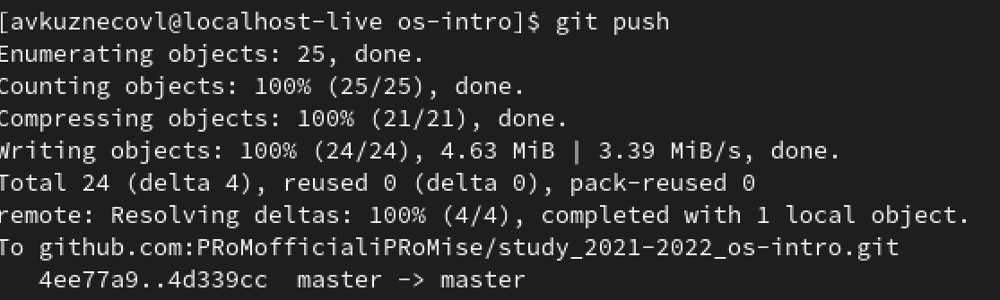 [avkuznecovl@localhost-live os-intro]$ git push
Enumerating objects: 25, done.
Counting objects: 100% (25/25), done.
Compressing objects: 100% (21/21), done.
Writing objects: 100% (24/24), 4.63 MiB | 3.39 MiB/s, done.
Total 24 (delta 4), reused 0 (delta 0), pack-reused 0
remote: Resolving deltas: 100% (4/4), completed with 1 local object.
To github.com:PRoMofficialiPRoMise/study_2021-2022_os-intro.git
   4ee77a9..4d339cc  master -> master